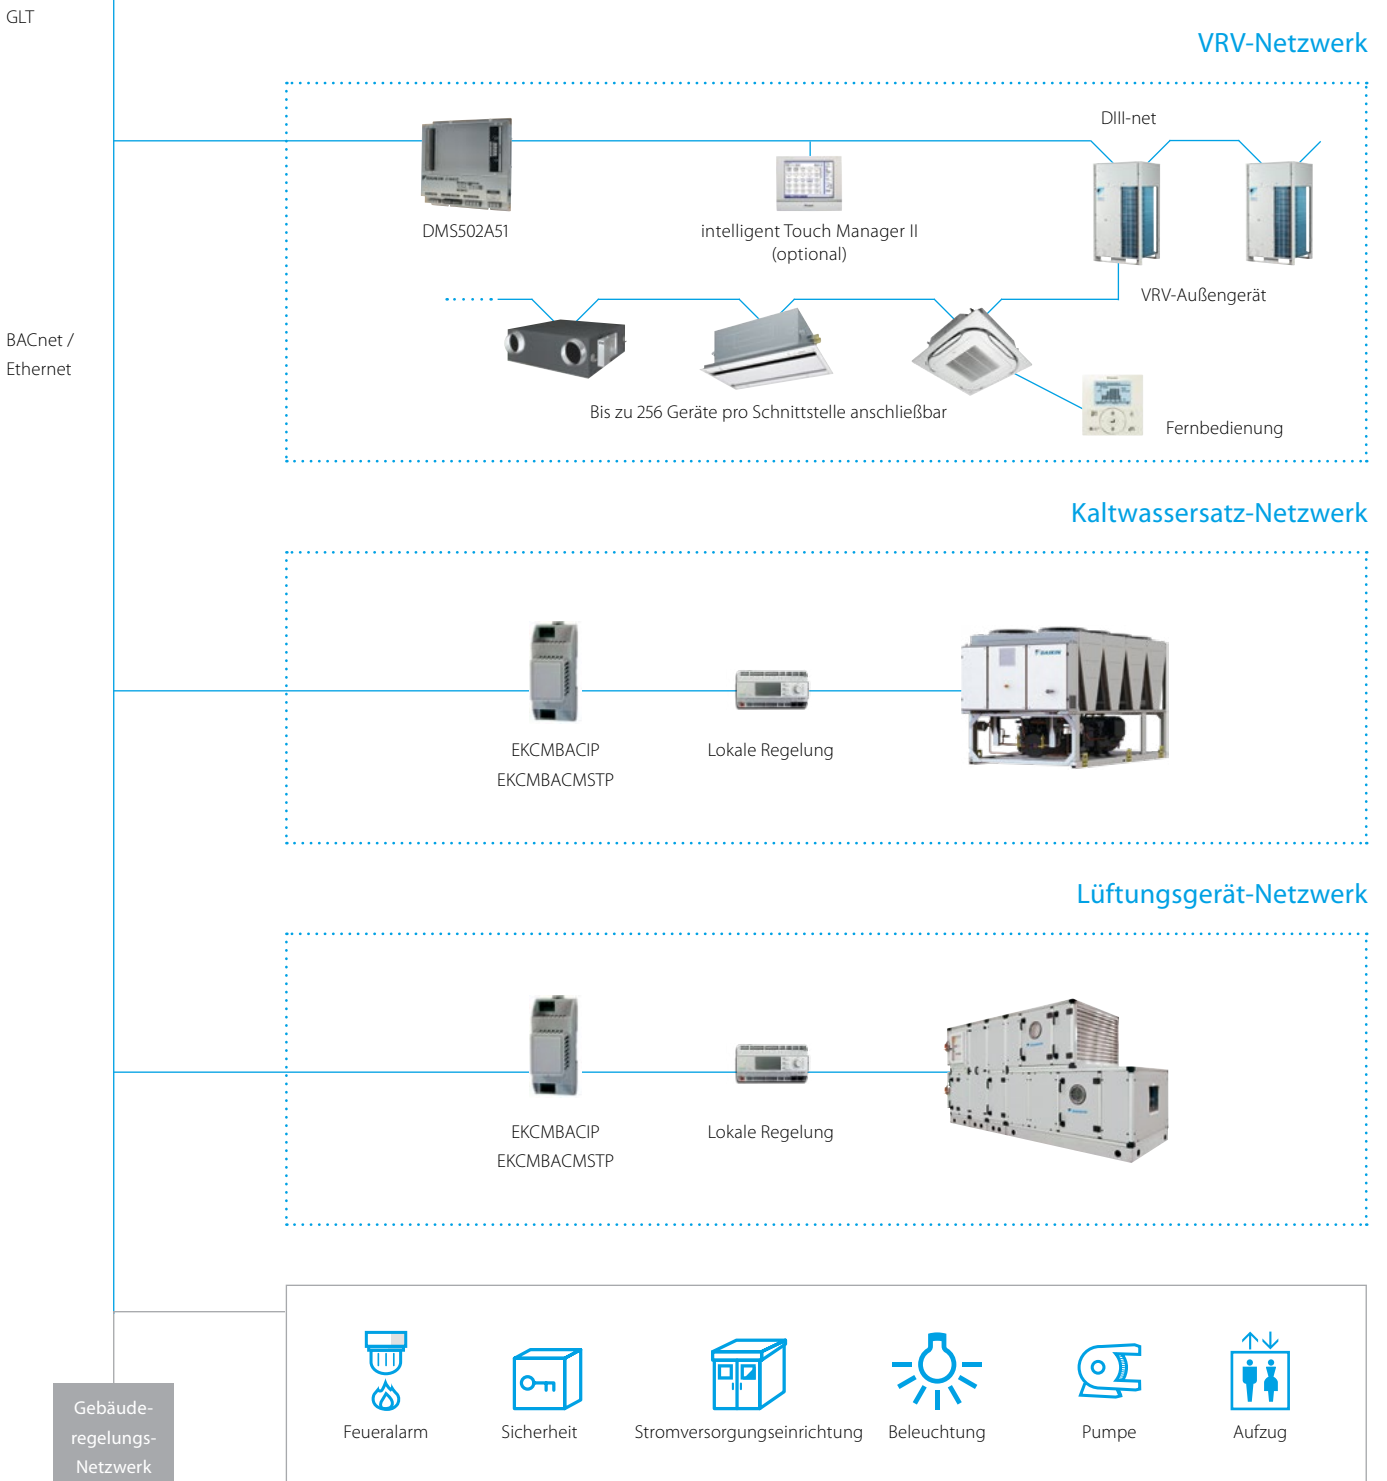 GLT
VRV-Netzwerk
DIII-net
DMS502A51
intelligent Touch Manager II
(optional)
VRV-Außengerät
BACnet /
Ethernet
Bis zu 256 Geräte pro Schnittstelle anschließbar
Fernbedienung
Kaltwassersatz-Netzwerk
DAIKIN
EKCMBACIP
EKCMBACMSTP
Lokale Regelung
Lüftungsgerät-Netzwerk
EKCMBACIP
EKCMBACMSTP
Lokale Regelung
Feueralarm
Sicherheit
Stromversorgungseinrichtung
Beleuchtung
Pumpe
Aufzug
Gebäude-
regelungs-
Netzwerk